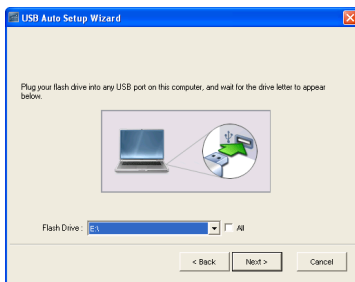 USB Auto Setup Wizard
Plug your flash drive into any USB port on this computer, and wait for the drive letter to appear
below.
Flash Drive : E:\ All
< Back Next > Cancel